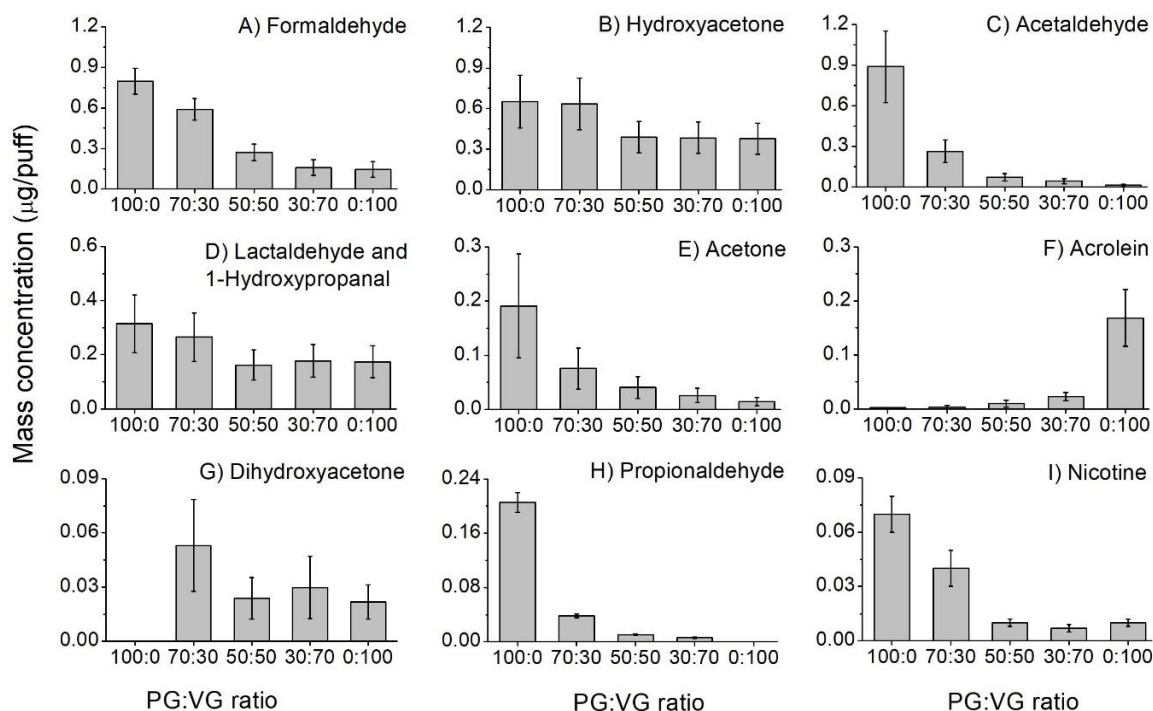 Mass concentration (µg/puff)
A) Formaldehyde
1.2
0.9
0.6
0.3
0.0
100:0 70:30 50:50 30:70 0:100
B) Hydroxyacetone
1.2
0.9
0.6
0.3
0.0
100:0 70:30 50:50 30:70 0:100
C) Acetaldehyde
1.2
0.9
0.6
0.3
0.0
100:0 70:30 50:50 30:70 0:100
D) Lactaldehyde and
1-Hydroxypropanal
0.6
0.4
0.2
0.0
100:0 70:30 50:50 30:70 0:100
E) Acetone
0.3
0.2
0.1
0.0
100:0 70:30 50:50 30:70 0:100
F) Acrolein
0.3
0.2
0.1
0.0
100:0 70:30 50:50 30:70 0:100
G) Dihydroxyacetone
0.09
0.06
0.03
0.00
100:0 70:30 50:50 30:70 0:100
PG:VG ratio
H) Propionaldehyde
0.24
0.16
0.08
0.00
100:0 70:30 50:50 30:70 0:100
PG:VG ratio
I) Nicotine
0.09
0.06
0.03
0.00
100:0 70:30 50:50 30:70 0:100
PG:VG ratio